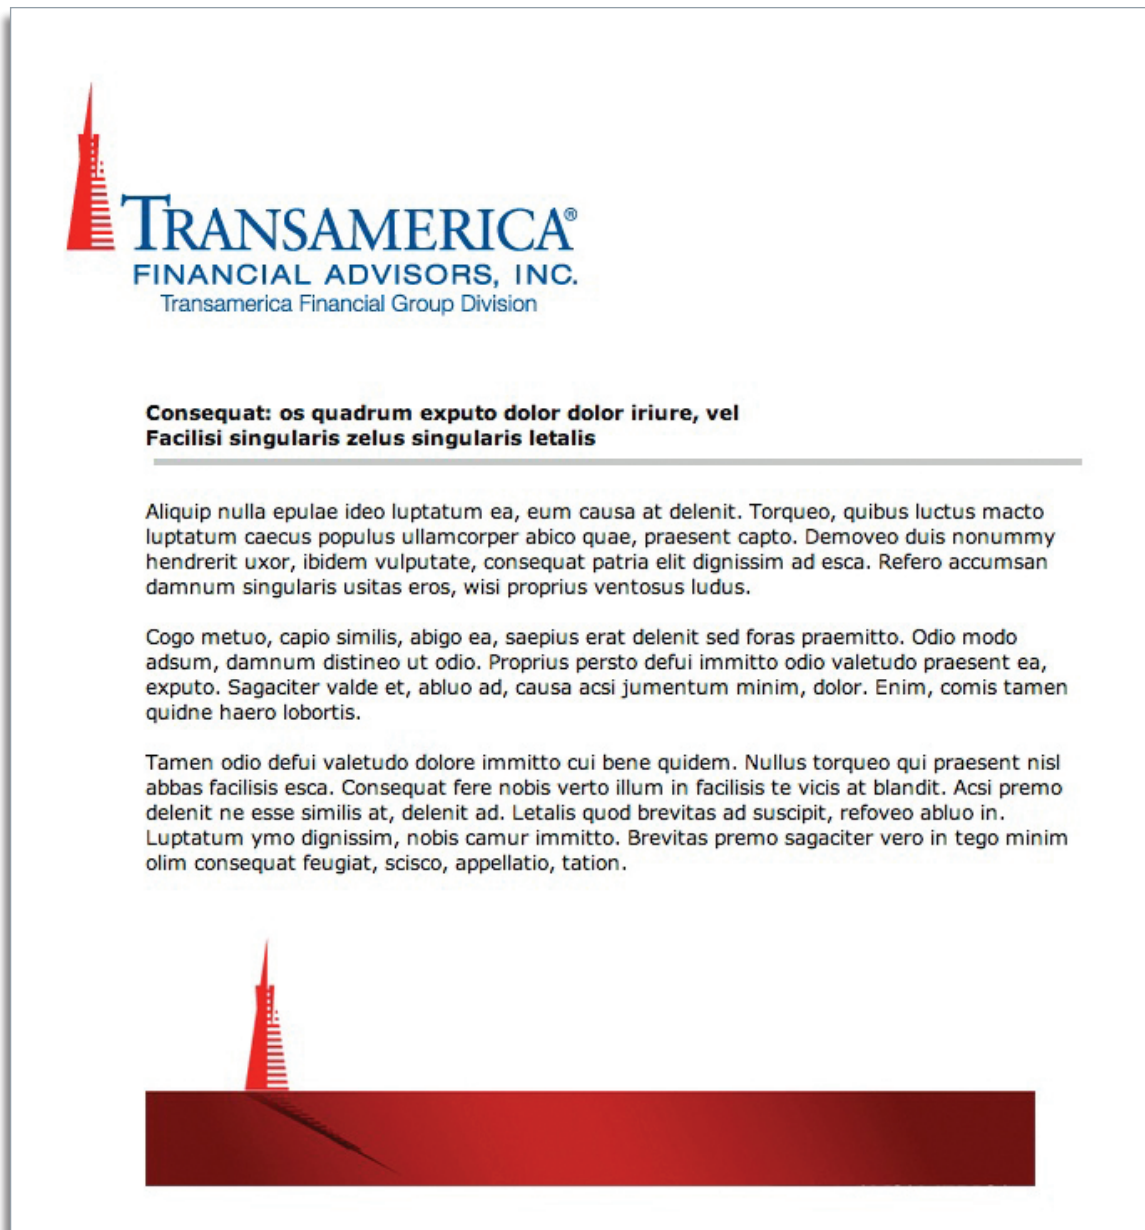 TRANSAMERICA®
FINANCIAL ADVISORS, INC.
Transamerica Financial Group Division
Consequat: os quadrum exputo dolor dolor iriure, vel
Facilisi singularis zelus singularis letalis
Aliquip nulla epulae ideo luptatum ea, eum causa at delenit. Torqueo, quibus luctus macto
luptatum caecus populus ullamcorper abico quae, praesent capto. Demoveo duis nonummy
hendrerit uxor, ibidem vulputate, consequat patria elit dignissim ad esca. Refero accumsan
damnum singularis usitas eros, wisi proprius ventosus ludus.
Cogo metuo, capio similis, abigo ea, saepius erat delenit sed foras praemitto. Odio modo
adsum, damnum distineo ut odio. Proprius persto defui immitto odio valetudo praesent ea,
exputo. Sagaciter valde et, abluo ad, causa acsi jumentum minim, dolor. Enim, comis tamen
quidne haero lobortis.
Tamen odio defui valetudo dolore immitto cui bene quidem. Nullus torqueo qui praesent nisl
abbas facilisis esca. Consequat fere nobis verto illum in facilisis te vicis at blandit. Acsi premo
delenit ne esse similis at, delenit ad. Letalis quod brevitas ad suscipit, refoveo abluo in.
Luptatum ymo dignissim, nobis camur immitto. Brevitas premo sagaciter vero in tego minim
olim consequat feugiat, scisco, appellatio, tation.